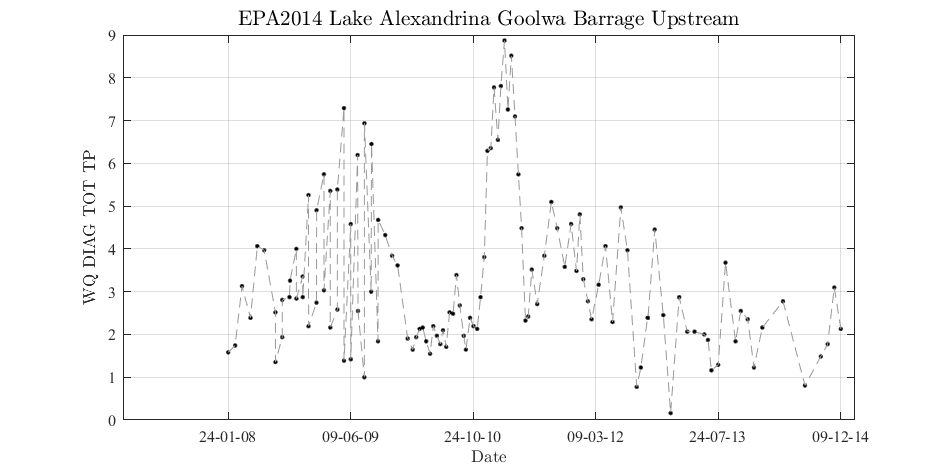 EPA2014 Lake Alexandrina Goolwa Barrage Upstream
9
8
7
6
5
4
3
2
1
0
WQ DIAG TOT TP
24-01-08 09-06-09 24-10-10 09-03-12 24-07-13 09-12-14
Date